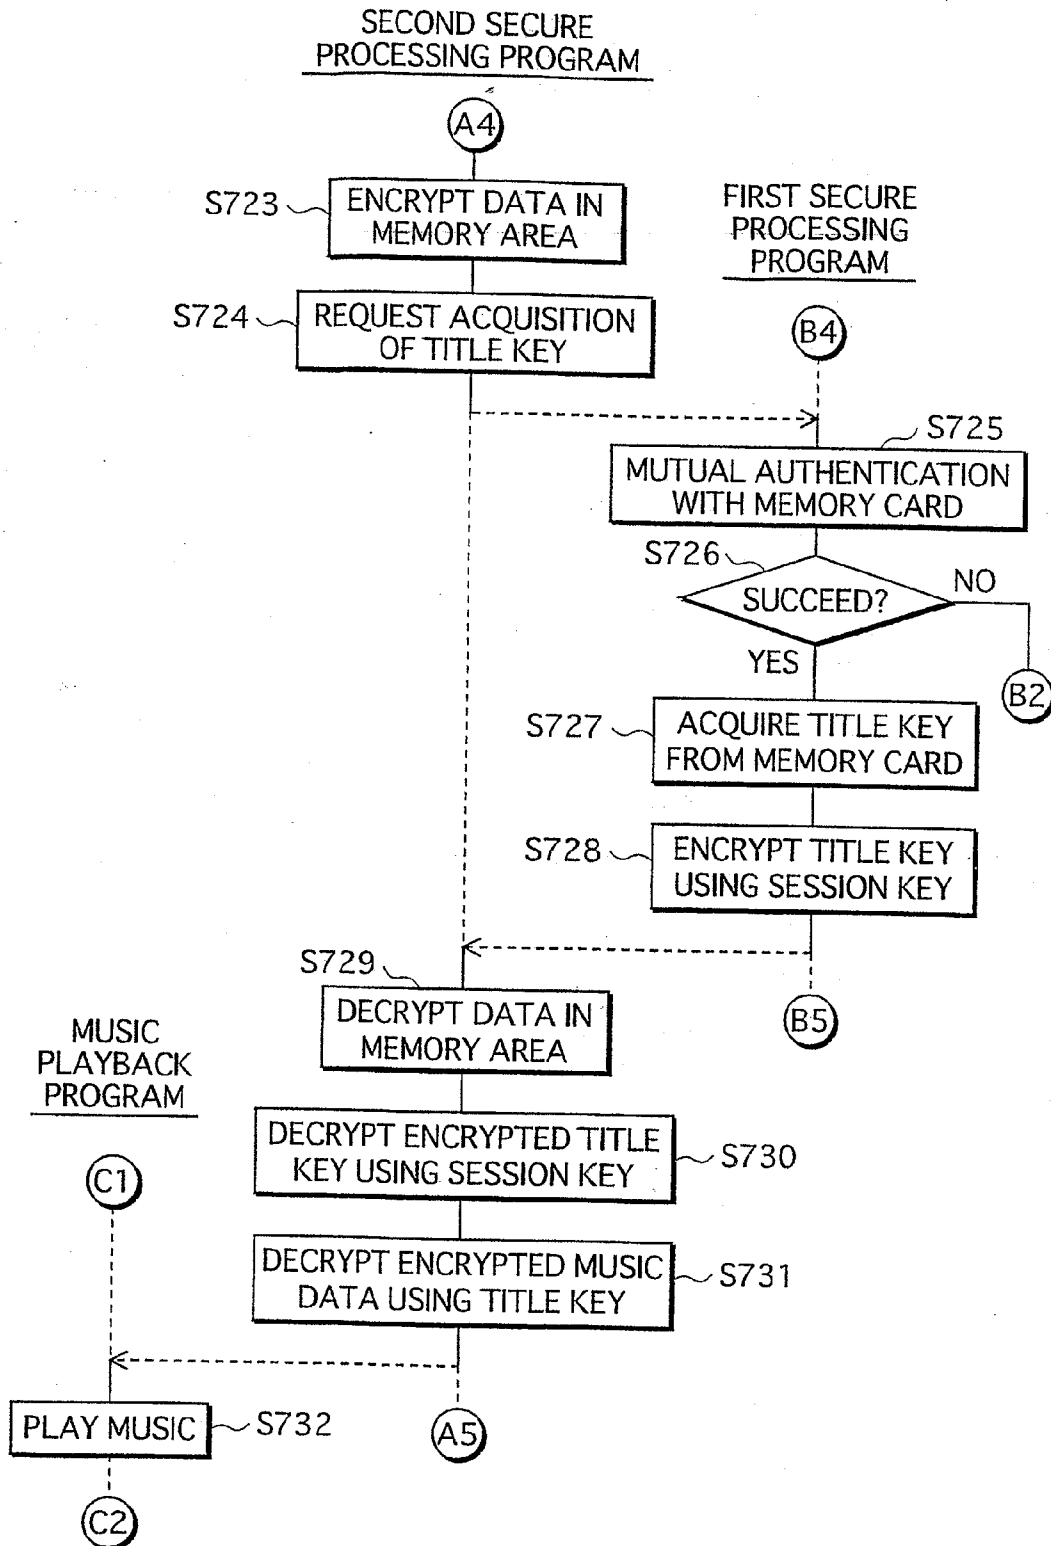 SECOND SECURE
PROCESSING PROGRAM
A4
S723
ENCRYPT DATA IN
MEMORY AREA
FIRST SECURE
PROCESSING
PROGRAM
S724
REQUEST ACQUISITION
OF TITLE KEY
B4
S725
MUTUAL AUTHENTICATION
WITH MEMORY CARD
S726
SUCCEED?
NO
YES
B2
S727
ACQUIRE TITLE KEY
FROM MEMORY CARD
S728
ENCRYPT TITLE KEY
USING SESSION KEY
S729
DECRYPT DATA IN
MEMORY AREA
B5
MUSIC
PLAYBACK
PROGRAM
C1
DECRYPT ENCRYPTED TITLE
KEY USING SESSION KEY
S730
DECRYPT ENCRYPTED MUSIC
DATA USING TITLE KEY
S731
PLAY MUSIC
S732
A5
C2